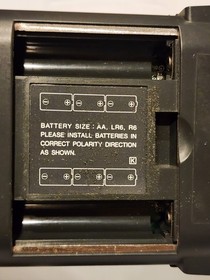 BATTERY SIZE : AA, LR6, R6
PLEASE INSTALL BATTERIES IN
CORRECT POLARITY DIRECTION
AS SHOWN.
K